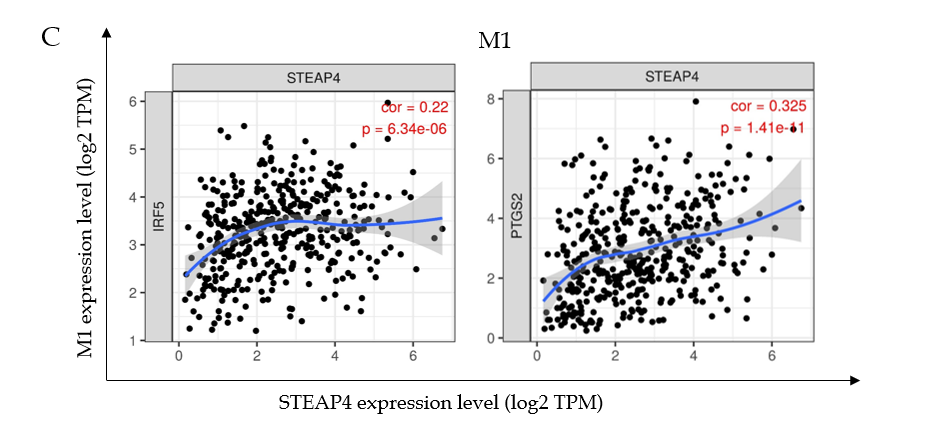 C
M1
M1 expression level (log2 TPM)
STEAP4
cor = 0.22
p = 6.34e-06
IRF5
6
5
4
3
2
1
0
2
4
6
STEAP4
cor = 0.325
p = 1.41e-11
PTGS2
8
6
4
2
0
0
2
4
6
STEAP4 expression level (log2 TPM)